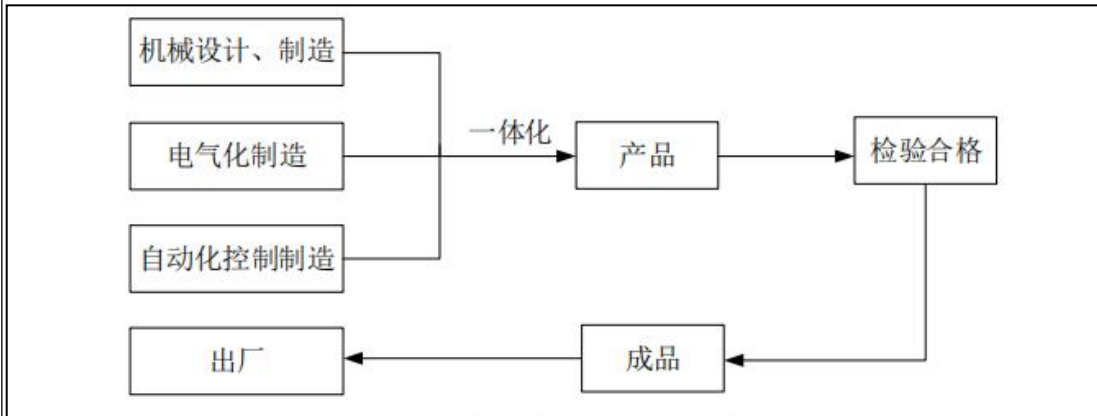 机械设计、制造
电气化制造
一体化
产品
检验合格
自动化控制制造
出厂
成品